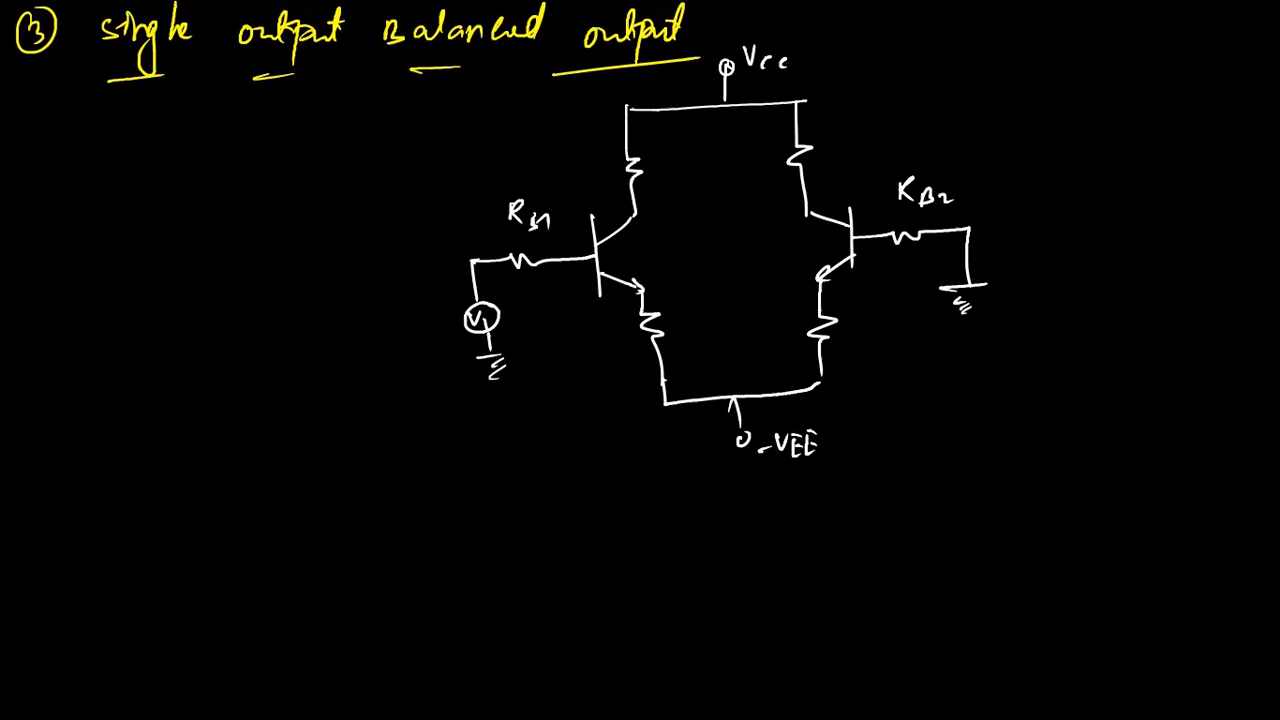 ③ single output Balanced output
Vcc
RB1
RB2
V1
-VEE